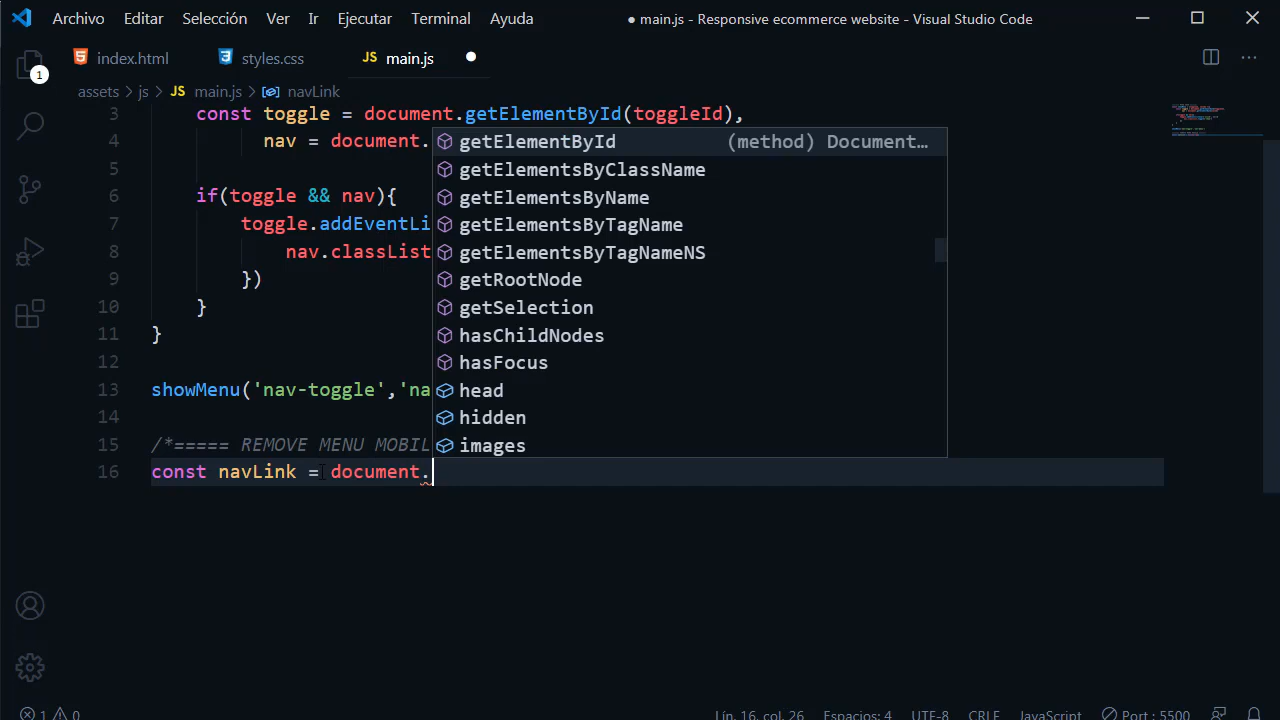 Archivo Editar Selección Ver Ir Ejecutar Terminal Ayuda ● main.js - Responsive ecommerce website - Visual Studio Code
index.html styles.css JS main.js
assets > js > JS main.js > navLink
1
3 const toggle = document.getElementById(toggleId),
4 nav = document.
getElementById (method) Document…
5
getElementsByClassName
6 if(toggle && nav){
getElementsByName
7 toggle.addEventLi
getElementsByTagName
8 nav.classList
getElementsByTagNameNS
9 })
getRootNode
10 }
getSelection
11 }
hasChildNodes
12
hasFocus
13 showMenu('nav-toggle','na
head
14
hidden
15 /*===== REMOVE MENU MOBIL
images
16 const navLink = document.
1 0 Lín. 16, col. 26 Espacios: 4 UTF-8 CRLF JavaScript Port : 5500